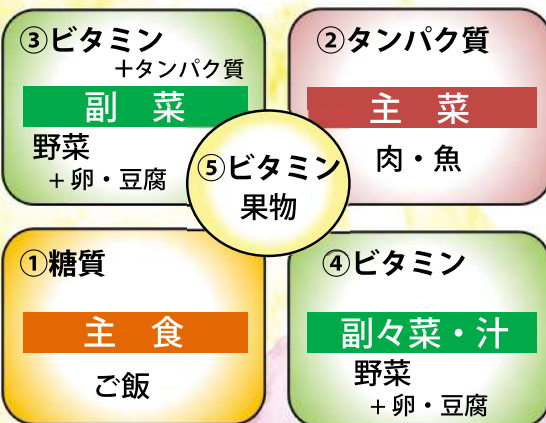 ③ビタミン
＋タンパク質
副 菜
野菜
＋卵・豆腐
②タンパク質
主 菜
肉・魚
⑤ビタミン
果物
①糖質
主 食
ご飯
④ビタミン
副々菜・汁
野菜
＋卵・豆腐